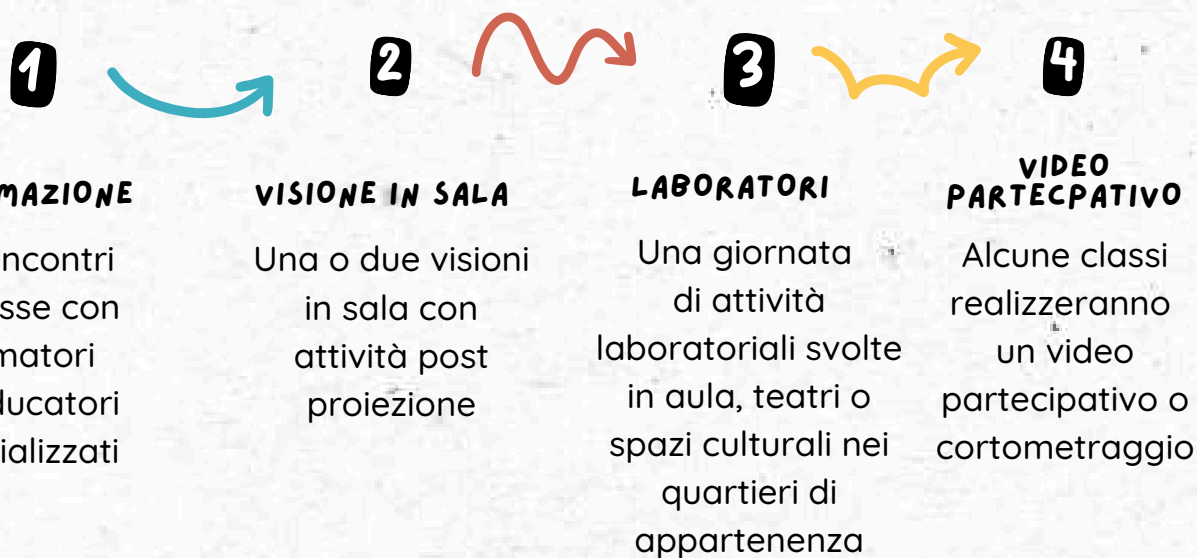 1
2
3
4
MAZIONE
ncontri
sse con
matori
ducatori
ializzati
VISIONE IN SALA
Una o due visioni
in sala con
attività post
proiezione
LABORATORI
Una giornata
di attività
laboratoriali svolte
in aula, teatri o
spazi culturali nei
quartieri di
appartenenza
VIDEO
PARTECPATIVO
Alcune classi
realizzeranno
un video
partecipativo o
cortometraggio